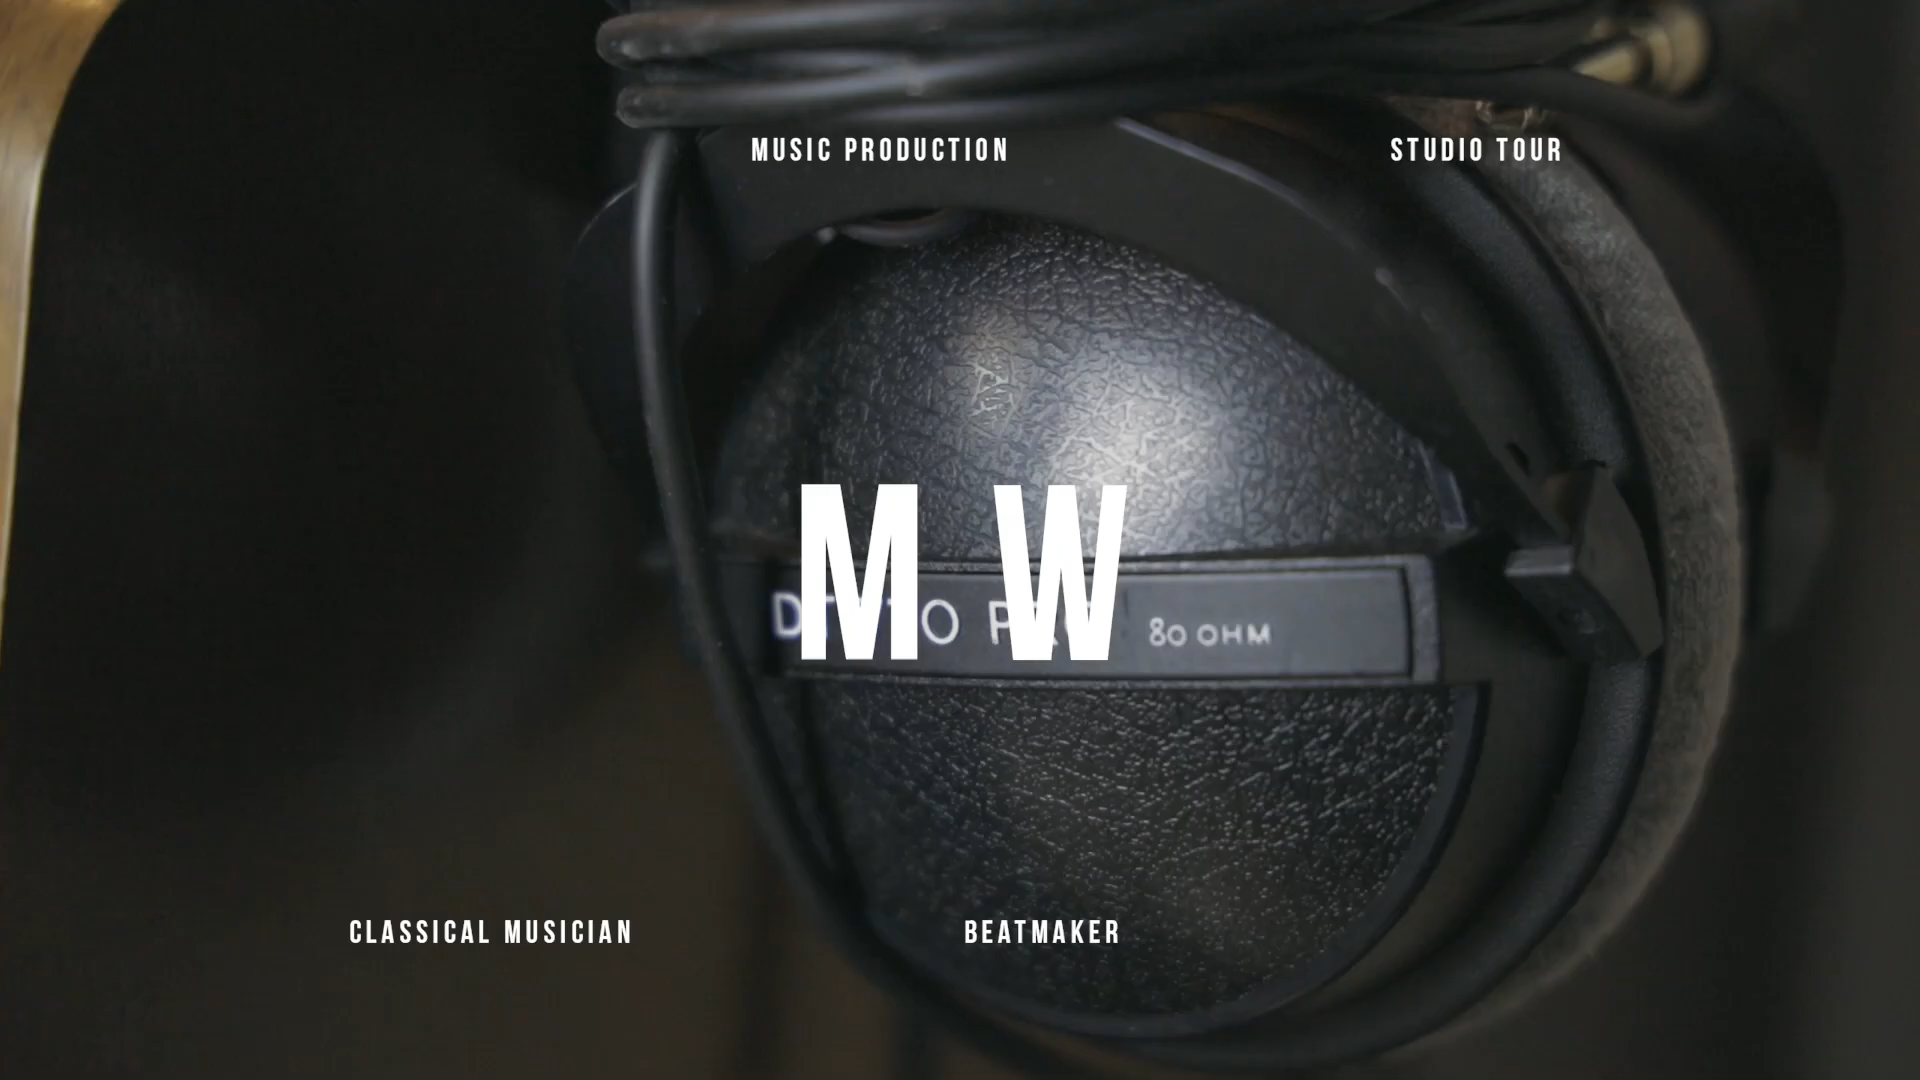 MUSIC PRODUCTION
STUDIO TOUR
M W
80 OHM
CLASSICAL MUSICIAN
BEATMAKER